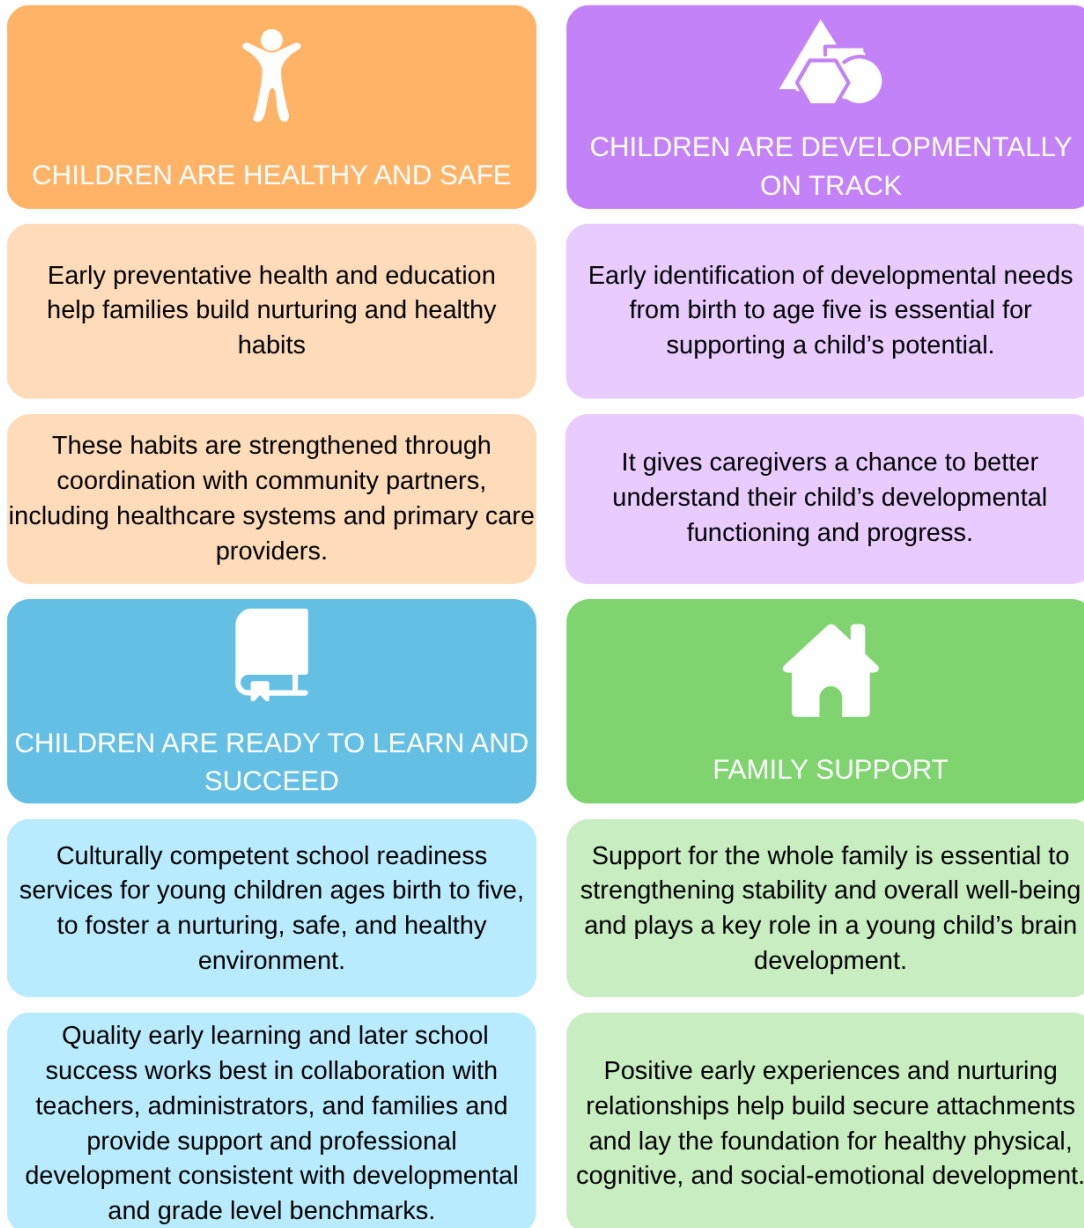 CHILDREN ARE HEALTHY AND SAFE
Early preventative health and education
help families build nurturing and healthy
habits
These habits are strengthened through
coordination with community partners,
including healthcare systems and primary care
providers.
CHILDREN ARE DEVELOPMENTALLY
ON TRACK
Early identification of developmental needs
from birth to age five is essential for
supporting a child’s potential.
It gives caregivers a chance to better
understand their child’s developmental
functioning and progress.
CHILDREN ARE READY TO LEARN AND
SUCCEED
Culturally competent school readiness
services for young children ages birth to five,
to foster a nurturing, safe, and healthy
environment.
Quality early learning and later school
success works best in collaboration with
teachers, administrators, and families and
provide support and professional
development consistent with developmental
and grade level benchmarks.
FAMILY SUPPORT
Support for the whole family is essential to
strengthening stability and overall well-being
and plays a key role in a young child’s brain
development.
Positive early experiences and nurturing
relationships help build secure attachments
and lay the foundation for healthy physical,
cognitive, and social-emotional development.